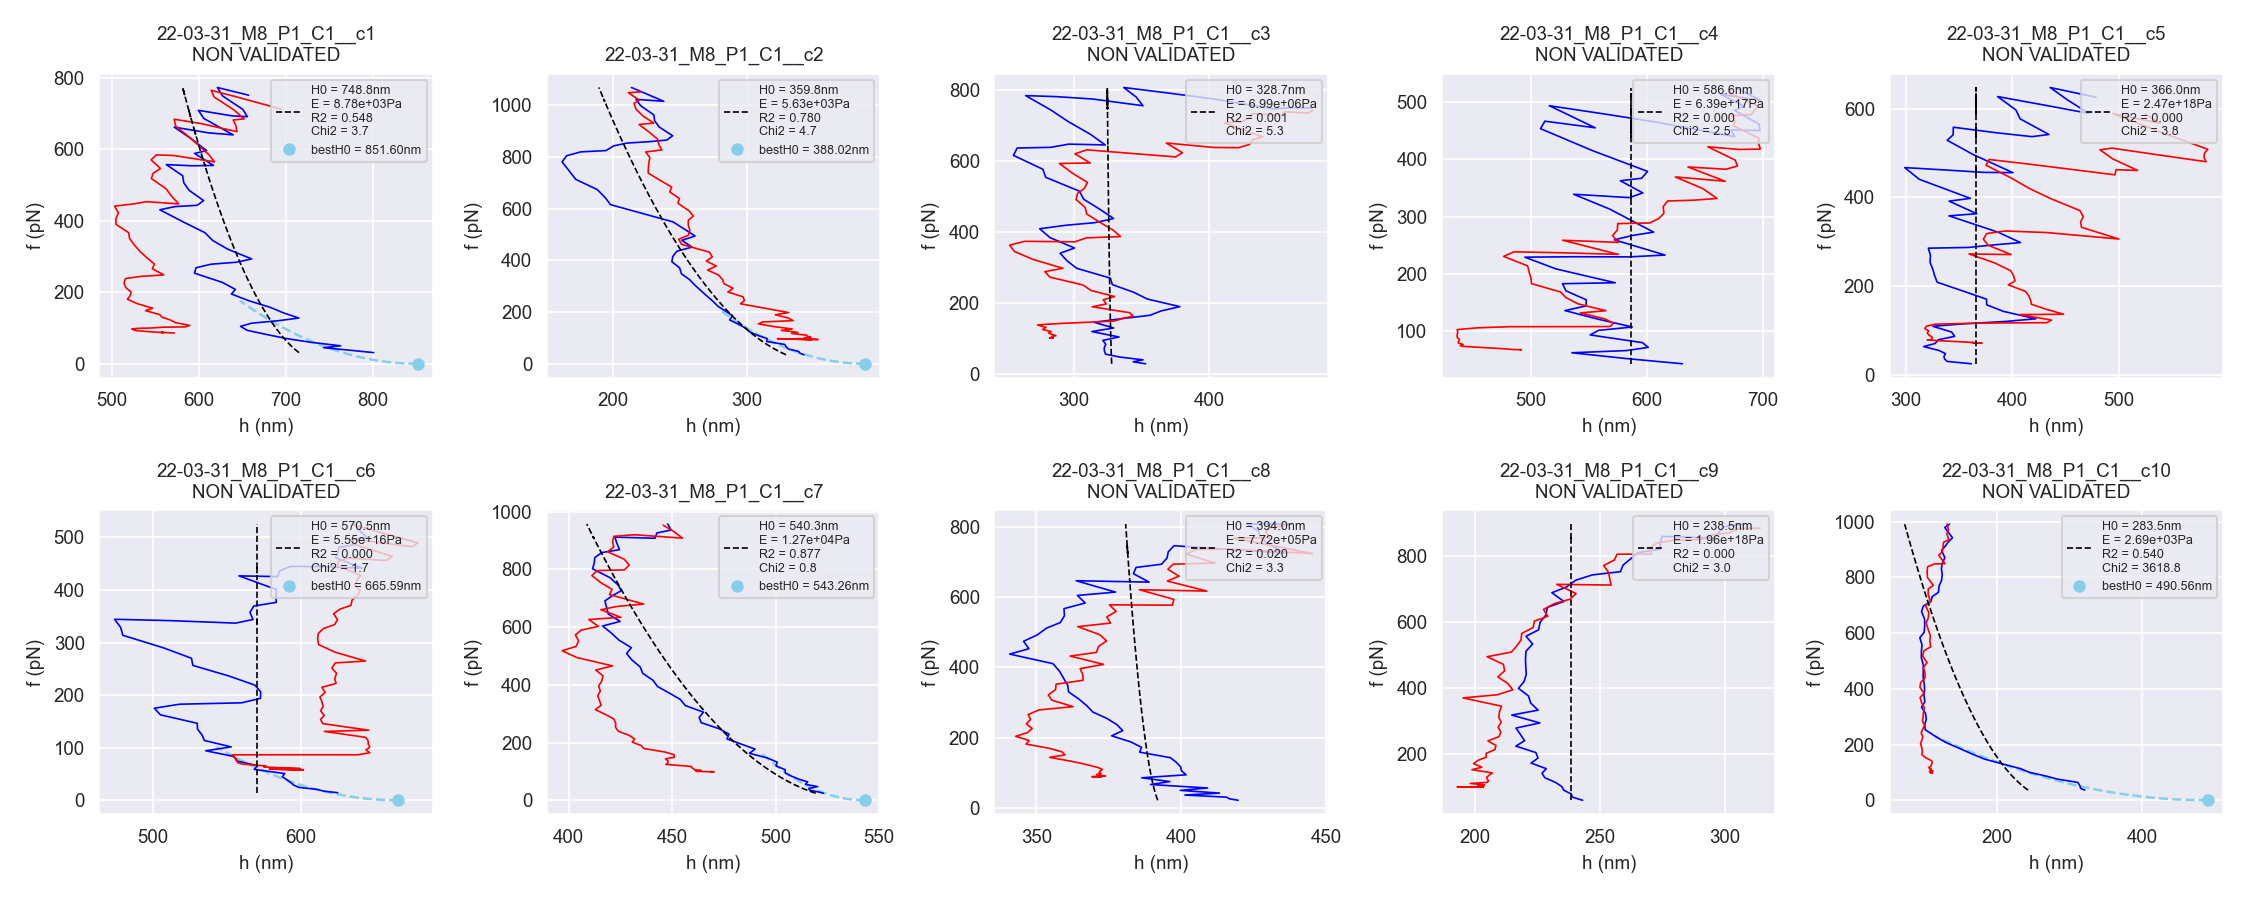 22-03-31_M8_P1_C1__c1
NON VALIDATED
H0 = 748.8nm
E = 8.78e+03Pa
R2 = 0.548
Chi2 = 3.7
bestH0 = 851.60nm
800
600
400
200
0
f (pN)
500 600 700 800
h (nm)
22-03-31_M8_P1_C1__c2
H0 = 359.8nm
E = 5.63e+03Pa
R2 = 0.780
Chi2 = 4.7
bestH0 = 388.02nm
1000
800
600
400
200
0
f (pN)
200 300
h (nm)
22-03-31_M8_P1_C1__c3
NON VALIDATED
H0 = 328.7nm
E = 6.99e+06Pa
R2 = 0.001
Chi2 = 5.3
800
600
400
200
0
f (pN)
300 400
h (nm)
22-03-31_M8_P1_C1__c4
NON VALIDATED
H0 = 586.6nm
E = 6.39e+17Pa
R2 = 0.000
Chi2 = 2.5
500
400
300
200
100
f (pN)
500 600 700
h (nm)
22-03-31_M8_P1_C1__c5
NON VALIDATED
H0 = 366.0nm
E = 2.47e+18Pa
R2 = 0.000
Chi2 = 3.8
600
400
200
0
f (pN)
300 400 500
h (nm)
22-03-31_M8_P1_C1__c6
NON VALIDATED
H0 = 570.5nm
E = 5.55e+16Pa
R2 = 0.000
Chi2 = 1.7
bestH0 = 665.59nm
500
400
300
200
100
0
f (pN)
500 600
h (nm)
22-03-31_M8_P1_C1__c7
H0 = 540.3nm
E = 1.27e+04Pa
R2 = 0.877
Chi2 = 0.8
bestH0 = 543.26nm
1000
800
600
400
200
0
f (pN)
400 450 500 550
h (nm)
22-03-31_M8_P1_C1__c8
NON VALIDATED
H0 = 394.0nm
E = 7.72e+05Pa
R2 = 0.020
Chi2 = 3.3
800
600
400
200
0
f (pN)
350 400 450
h (nm)
22-03-31_M8_P1_C1__c9
NON VALIDATED
H0 = 238.5nm
E = 1.96e+18Pa
R2 = 0.000
Chi2 = 3.0
800
600
400
200
f (pN)
200 250 300
h (nm)
22-03-31_M8_P1_C1__c10
NON VALIDATED
H0 = 283.5nm
E = 2.69e+03Pa
R2 = 0.540
Chi2 = 3618.8
bestH0 = 490.56nm
1000
800
600
400
200
0
f (pN)
200 400
h (nm)